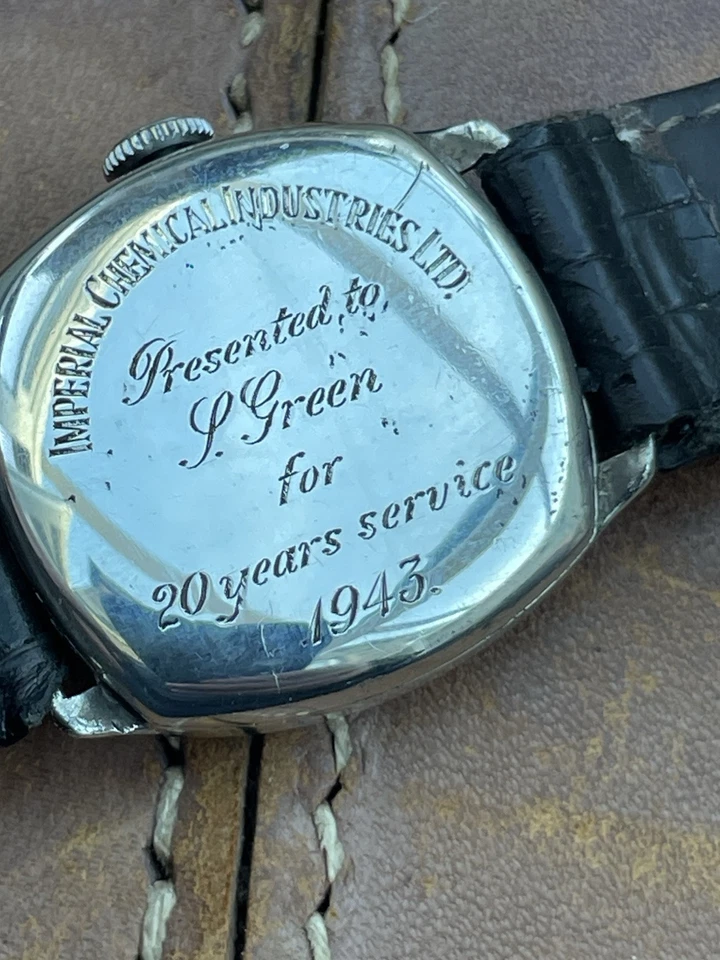 IMPERIAL CHEMICAL INDUSTRIES LTD.
Presented to
S. Green
for
20 years service
1943.